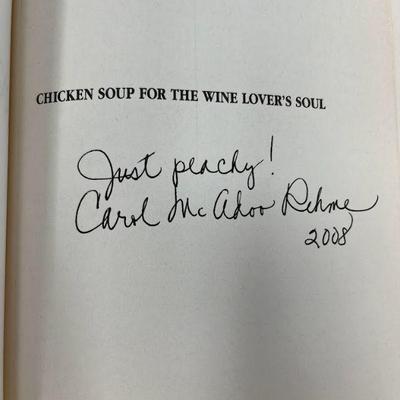 CHICKEN SOUP FOR THE WINE LOVER'S SOUL
Just peachy!
Carol McAdoo Rehme
2008